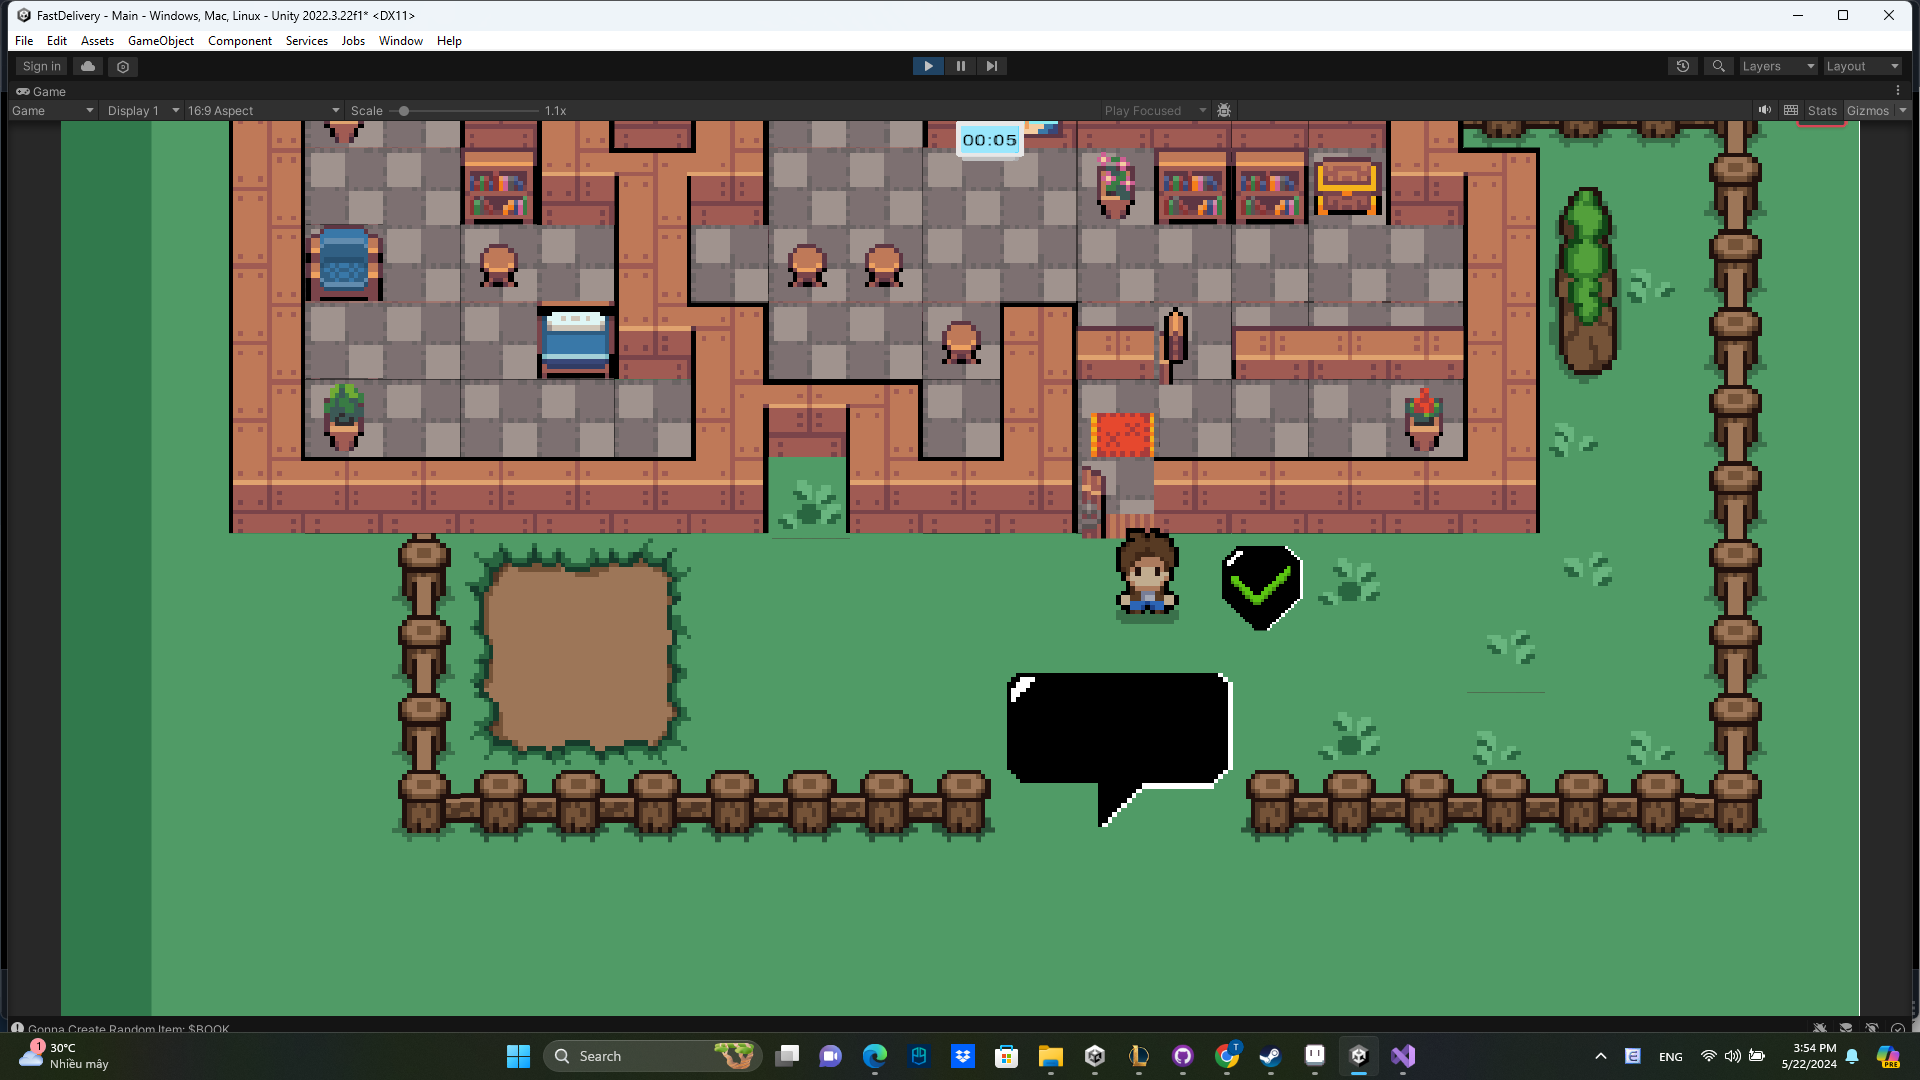 FastDelivery - Main - Windows, Mac, Linux - Unity 2022.3.22f1* <DX11>
File Edit Assets GameObject Component Services Jobs Window Help
Sign in Layers Layout
Game
Game Display 1 16:9 Aspect Scale 1.1x Play Focused Stats Gizmos
00:05
Gonna Create Random Item: $BOOK
1 30°C
Nhiều mây
Search
T
ENG
3:54 PM
5/22/2024
PRE